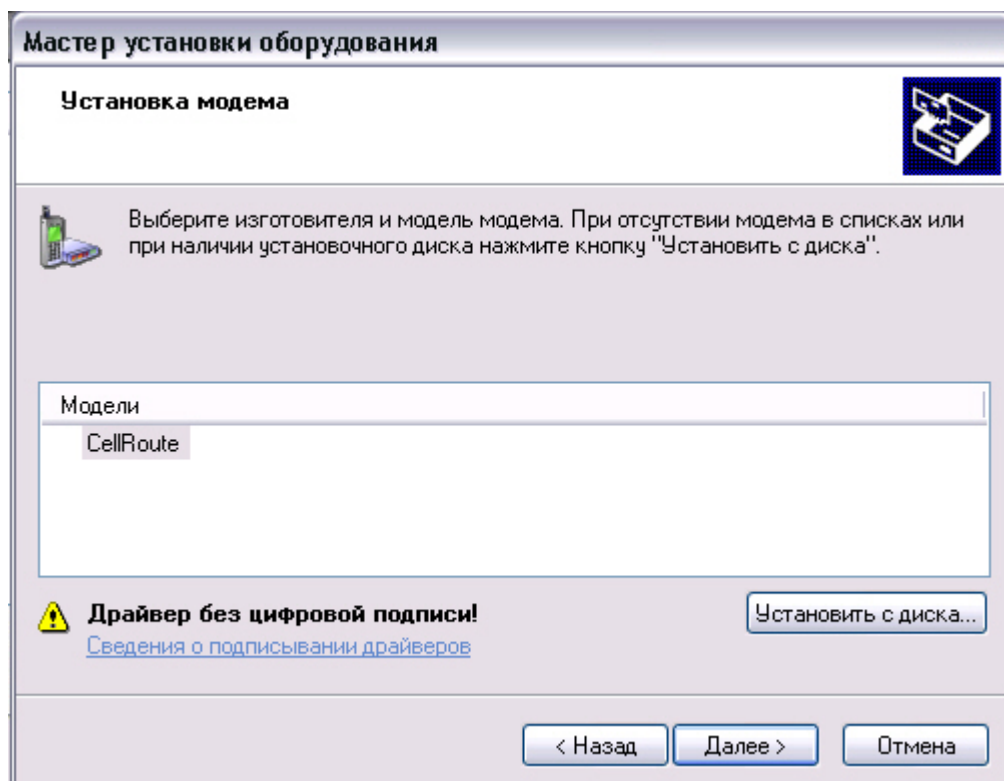 Мастер установки оборудования
Установка модема
Выберите изготовителя и модель модема. При отсутствии модема в списках или
при наличии установочного диска нажмите кнопку "Установить с диска".
Модели
CellRoute
Драйвер без цифровой подписи!
Установить с диска...
Сведения о подписывании драйверов
< Назад
Далее >
Отмена